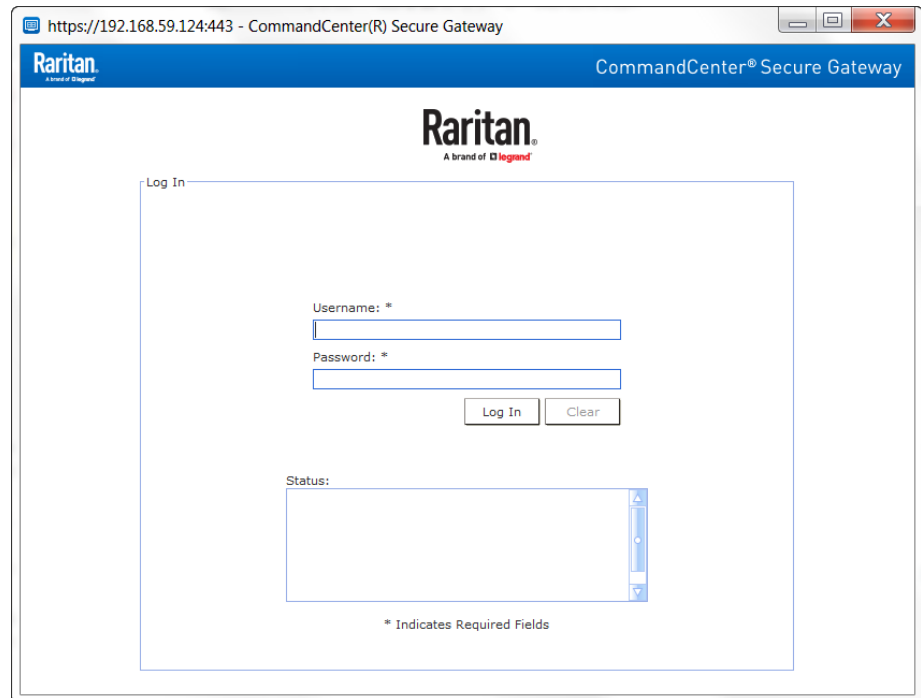 https://192.168.59.124:443 - CommandCenter(R) Secure Gateway
Raritan.
A brand of legrand
CommandCenter® Secure Gateway
Raritan.
A brand of legrand
Log In
Username: *
Password: *
Log In Clear
Status:
* Indicates Required Fields